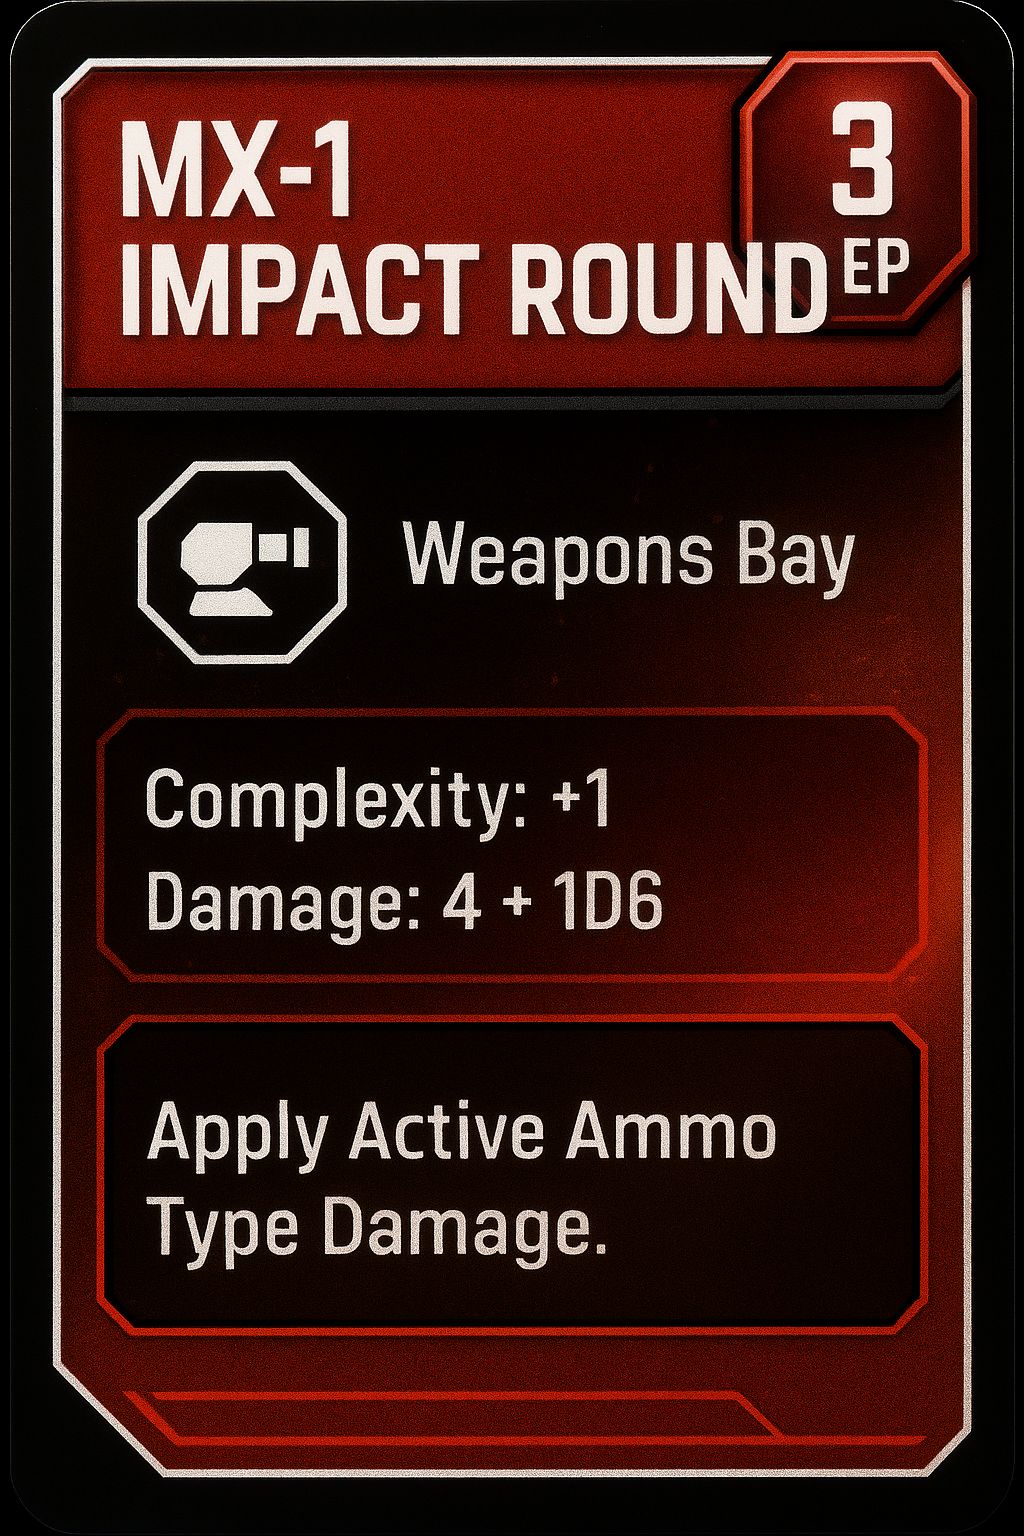 MX-1
IMPACT ROUND
3
EP
Weapons Bay
Complexity: +1
Damage: 4 + 1D6
Apply Active Ammo
Type Damage.